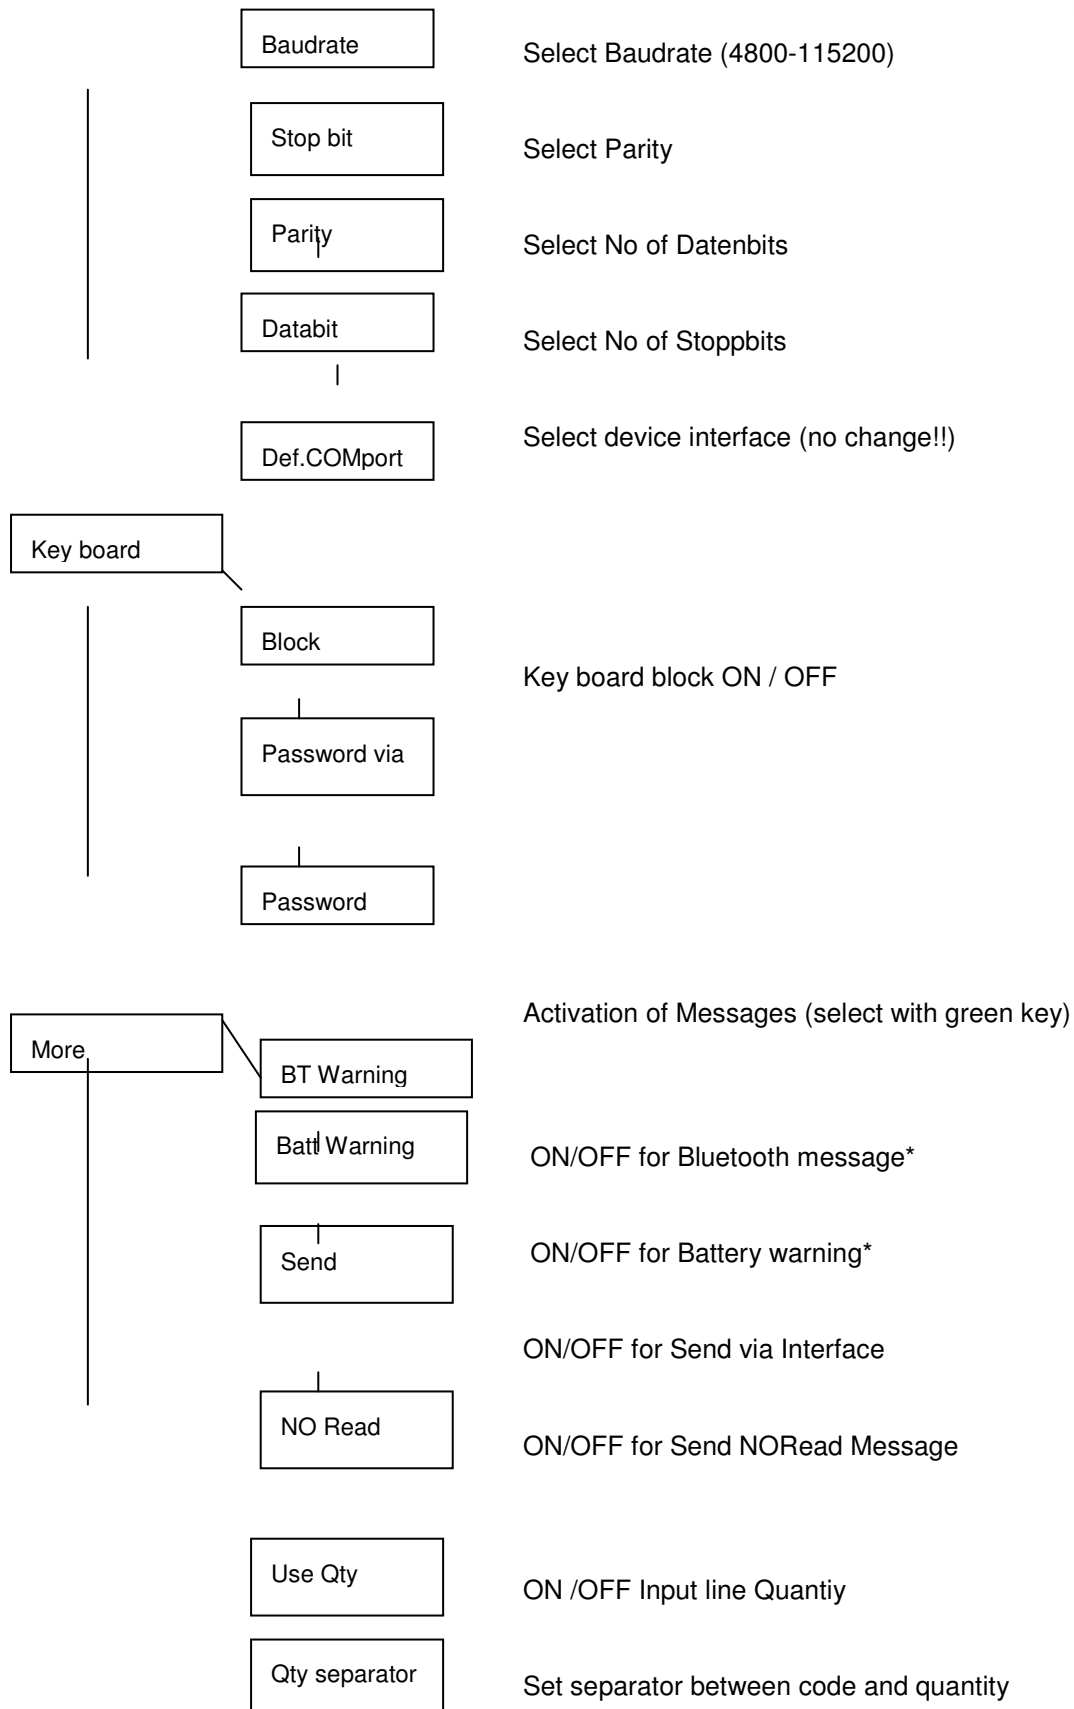 Baudrate
Select Baudrate (4800-115200)
Stop bit
Select Parity
Parity
Select No of Datenbits
Databit
Select No of Stoppbits
Def.COMport
Select device interface (no change!!)
Key board
Block
Key board block ON / OFF
Password via
Password
Activation of Messages (select with green key)
More
BT Warning
Batt Warning
ON/OFF for Bluetooth message*
Send
ON/OFF for Battery warning*
ON/OFF for Send via Interface
NO Read
ON/OFF for Send NORead Message
Use Qty
ON /OFF Input line Quantiy
Qty separator
Set separator between code and quantity